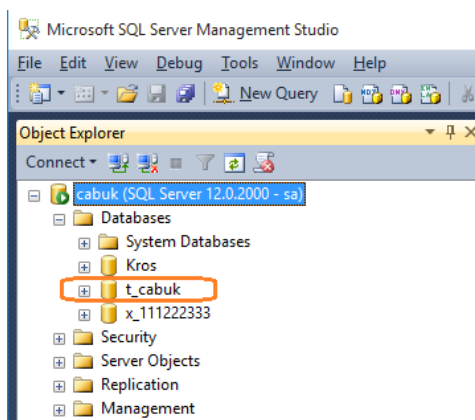 Microsoft SQL Server Management Studio
File Edit View Debug Tools Window Help
New Query
Object Explorer
Connect
cabuk (SQL Server 12.0.2000 - sa)
Databases
System Databases
Kros
t_cabuk
x_111222333
Security
Server Objects
Replication
Management